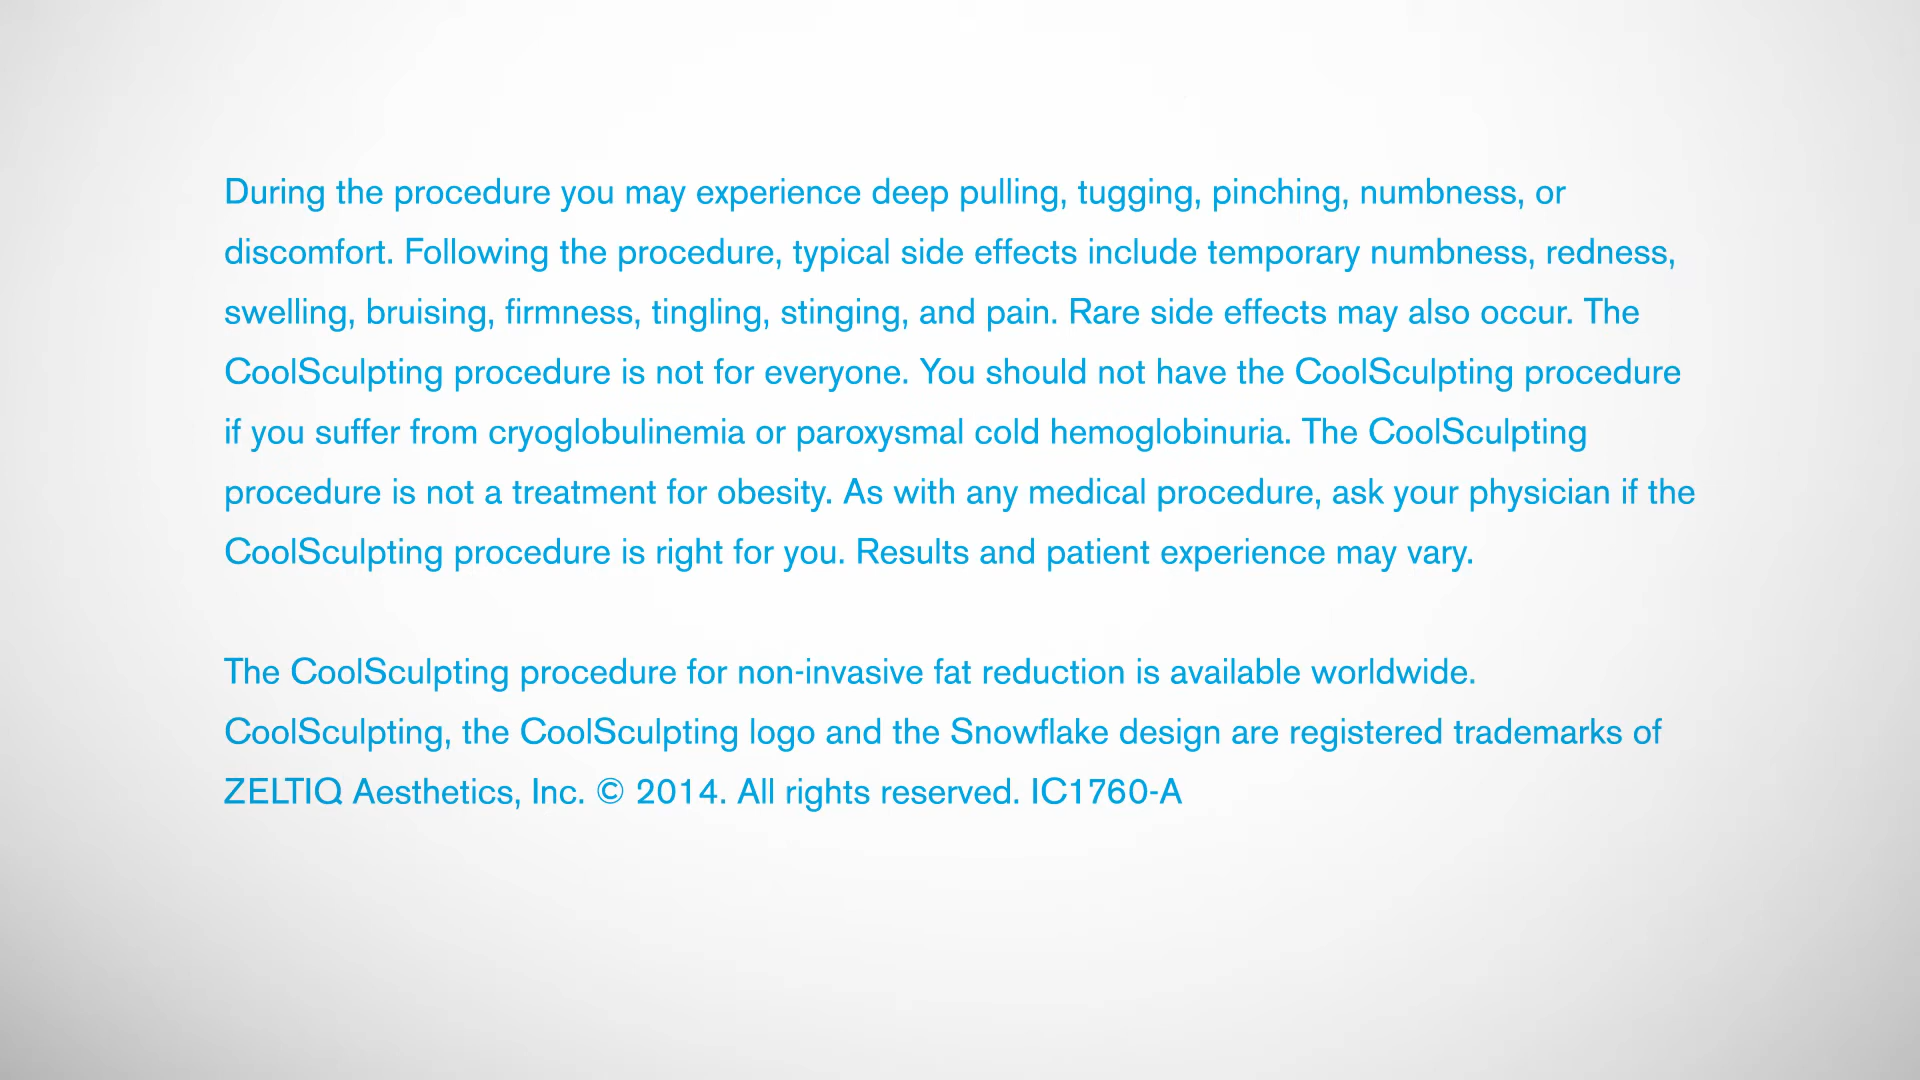 During the procedure you may experience deep pulling, tugging, pinching, numbness, or
discomfort. Following the procedure, typical side effects include temporary numbness, redness,
swelling, bruising, firmness, tingling, stinging, and pain. Rare side effects may also occur. The
CoolSculpting procedure is not for everyone. You should not have the CoolSculpting procedure
if you suffer from cryoglobulinemia or paroxysmal cold hemoglobinuria. The CoolSculpting
procedure is not a treatment for obesity. As with any medical procedure, ask your physician if the
CoolSculpting procedure is right for you. Results and patient experience may vary.
The CoolSculpting procedure for non-invasive fat reduction is available worldwide.
CoolSculpting, the CoolSculpting logo and the Snowflake design are registered trademarks of
ZELTIQ Aesthetics, Inc. © 2014. All rights reserved. IC1760-A